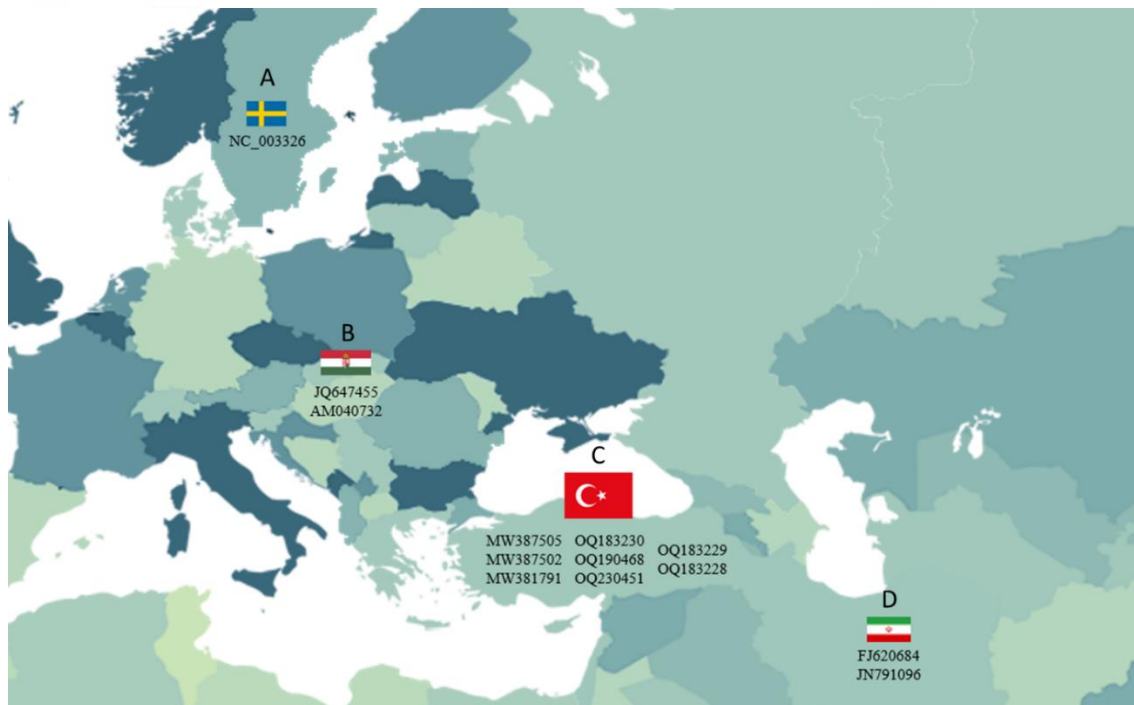 A
NC_003326
B
JQ647455
AM040732
C
MW387505 OQ183230 OQ183229
MW387502 OQ190468 OQ183228
MW381791 OQ230451
D
FJ620684
JN791096